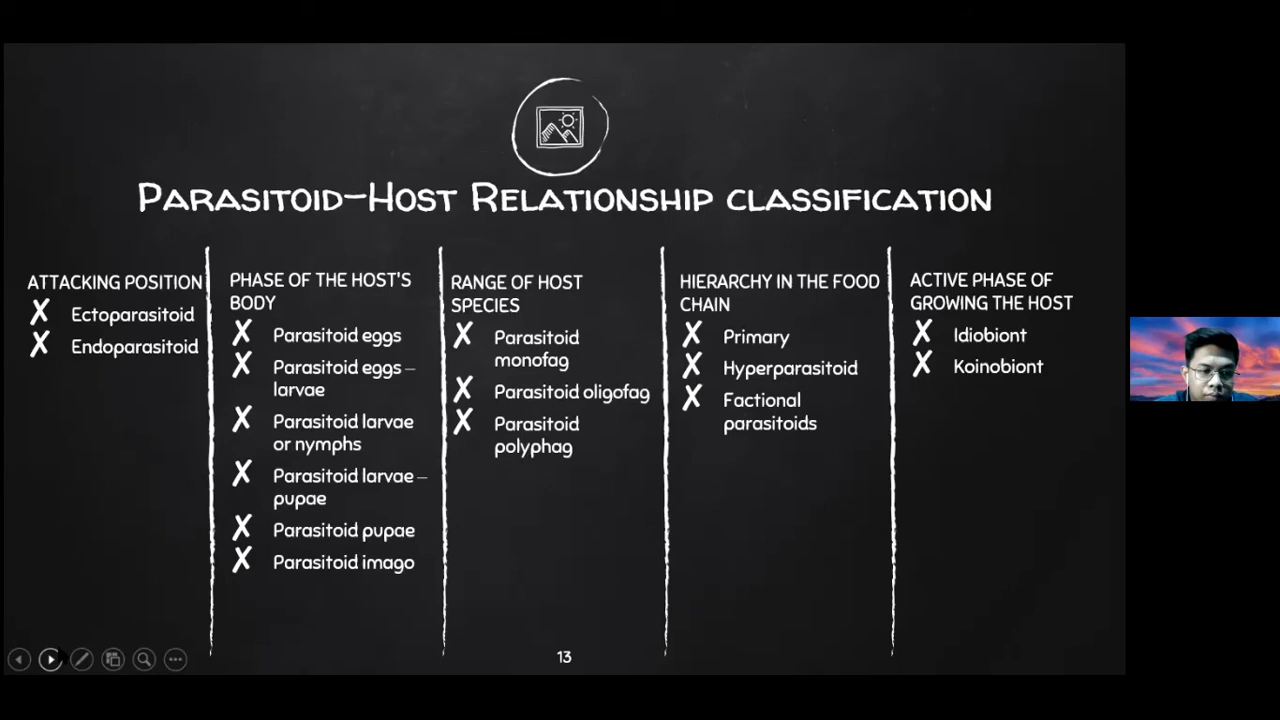 Parasitoid–Host Relationship classification
ATTACKING POSITION
Ectoparasitoid
Endoparasitoid
PHASE OF THE HOST'S
BODY
Parasitoid eggs
Parasitoid eggs –
larvae
Parasitoid larvae
or nymphs
Parasitoid larvae –
pupae
Parasitoid pupae
Parasitoid imago
RANGE OF HOST
SPECIES
Parasitoid
monofag
Parasitoid oligofag
Parasitoid
polyphag
HIERARCHY IN THE FOOD
CHAIN
Primary
Hyperparasitoid
Factional
parasitoids
ACTIVE PHASE OF
GROWING THE HOST
Idiobiont
Koinobiont
13